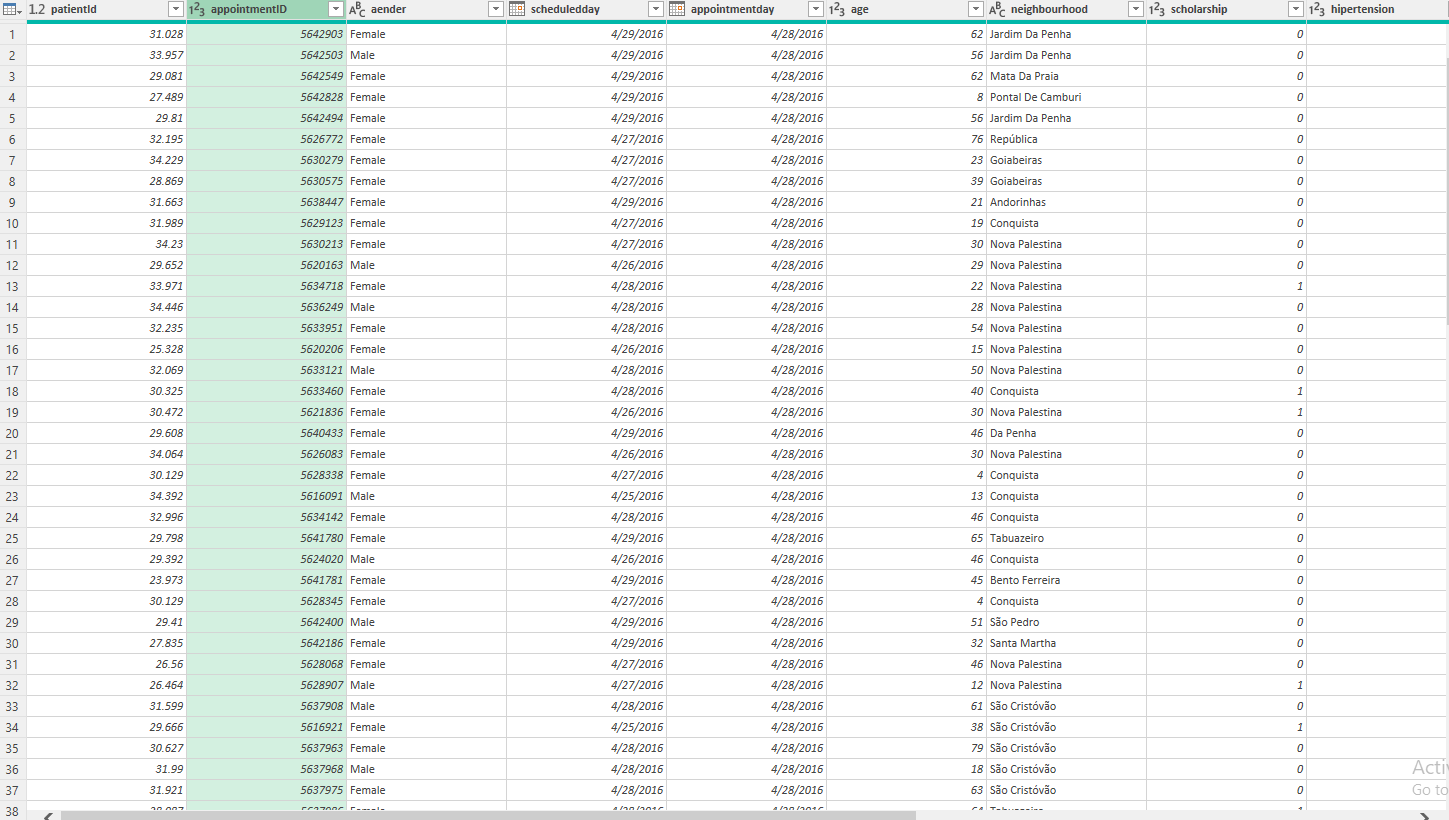 1.2 patientId 1²3 appointmentID ABC aender scheduledday appointmentday 1²3 age ABC neighbourhood 1²3 scholarship 1²3 hipertension
1 31.028 5642903 Female 4/29/2016 4/28/2016 62 Jardim Da Penha 0
2 33.957 5642503 Male 4/29/2016 4/28/2016 56 Jardim Da Penha 0
3 29.081 5642549 Female 4/29/2016 4/28/2016 62 Mata Da Praia 0
4 27.489 5642828 Female 4/29/2016 4/28/2016 8 Pontal De Camburi 0
5 29.81 5642494 Female 4/29/2016 4/28/2016 56 Jardim Da Penha 0
6 32.195 5626772 Female 4/27/2016 4/28/2016 76 República 0
7 34.229 5630279 Female 4/27/2016 4/28/2016 23 Goiabeiras 0
8 28.869 5630575 Female 4/27/2016 4/28/2016 39 Goiabeiras 0
9 31.663 5638447 Female 4/29/2016 4/28/2016 21 Andorinhas 0
10 31.989 5629123 Female 4/27/2016 4/28/2016 19 Conquista 0
11 34.23 5630213 Female 4/27/2016 4/28/2016 30 Nova Palestina 0
12 29.652 5620163 Male 4/26/2016 4/28/2016 29 Nova Palestina 0
13 33.971 5634718 Female 4/28/2016 4/28/2016 22 Nova Palestina 1
14 34.446 5636249 Male 4/28/2016 4/28/2016 28 Nova Palestina 0
15 32.235 5633951 Female 4/28/2016 4/28/2016 54 Nova Palestina 0
16 25.328 5620206 Female 4/26/2016 4/28/2016 15 Nova Palestina 0
17 32.069 5633121 Male 4/28/2016 4/28/2016 50 Nova Palestina 0
18 30.325 5633460 Female 4/28/2016 4/28/2016 40 Conquista 1
19 30.472 5621836 Female 4/26/2016 4/28/2016 30 Nova Palestina 1
20 29.608 5640433 Female 4/29/2016 4/28/2016 46 Da Penha 0
21 34.064 5626083 Female 4/26/2016 4/28/2016 30 Nova Palestina 0
22 30.129 5628338 Female 4/27/2016 4/28/2016 4 Conquista 0
23 34.392 5616091 Male 4/25/2016 4/28/2016 13 Conquista 0
24 32.996 5634142 Female 4/28/2016 4/28/2016 46 Conquista 0
25 29.798 5641780 Female 4/29/2016 4/28/2016 65 Tabuazeiro 0
26 29.392 5624020 Male 4/26/2016 4/28/2016 46 Conquista 0
27 23.973 5641781 Female 4/29/2016 4/28/2016 45 Bento Ferreira 0
28 30.129 5628345 Female 4/27/2016 4/28/2016 4 Conquista 0
29 29.41 5642400 Male 4/29/2016 4/28/2016 51 São Pedro 0
30 27.835 5642186 Female 4/29/2016 4/28/2016 32 Santa Martha 0
31 26.56 5628068 Female 4/27/2016 4/28/2016 46 Nova Palestina 0
32 26.464 5628907 Male 4/27/2016 4/28/2016 12 Nova Palestina 1
33 31.599 5637908 Male 4/28/2016 4/28/2016 61 São Cristóvão 0
34 29.666 5616921 Female 4/25/2016 4/28/2016 38 São Cristóvão 1
35 30.627 5637963 Female 4/28/2016 4/28/2016 79 São Cristóvão 0
36 31.99 5637968 Male 4/28/2016 4/28/2016 18 São Cristóvão 0
Activ
37 31.921 5637975 Female 4/28/2016 4/28/2016 63 São Cristóvão 0
Go to
38